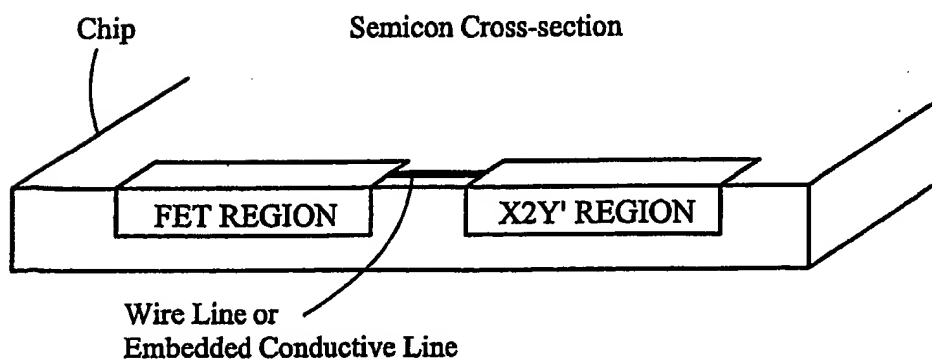 Chip
Semicon Cross-section
FET REGION
X2Y' REGION
Wire Line or
Embedded Conductive Line